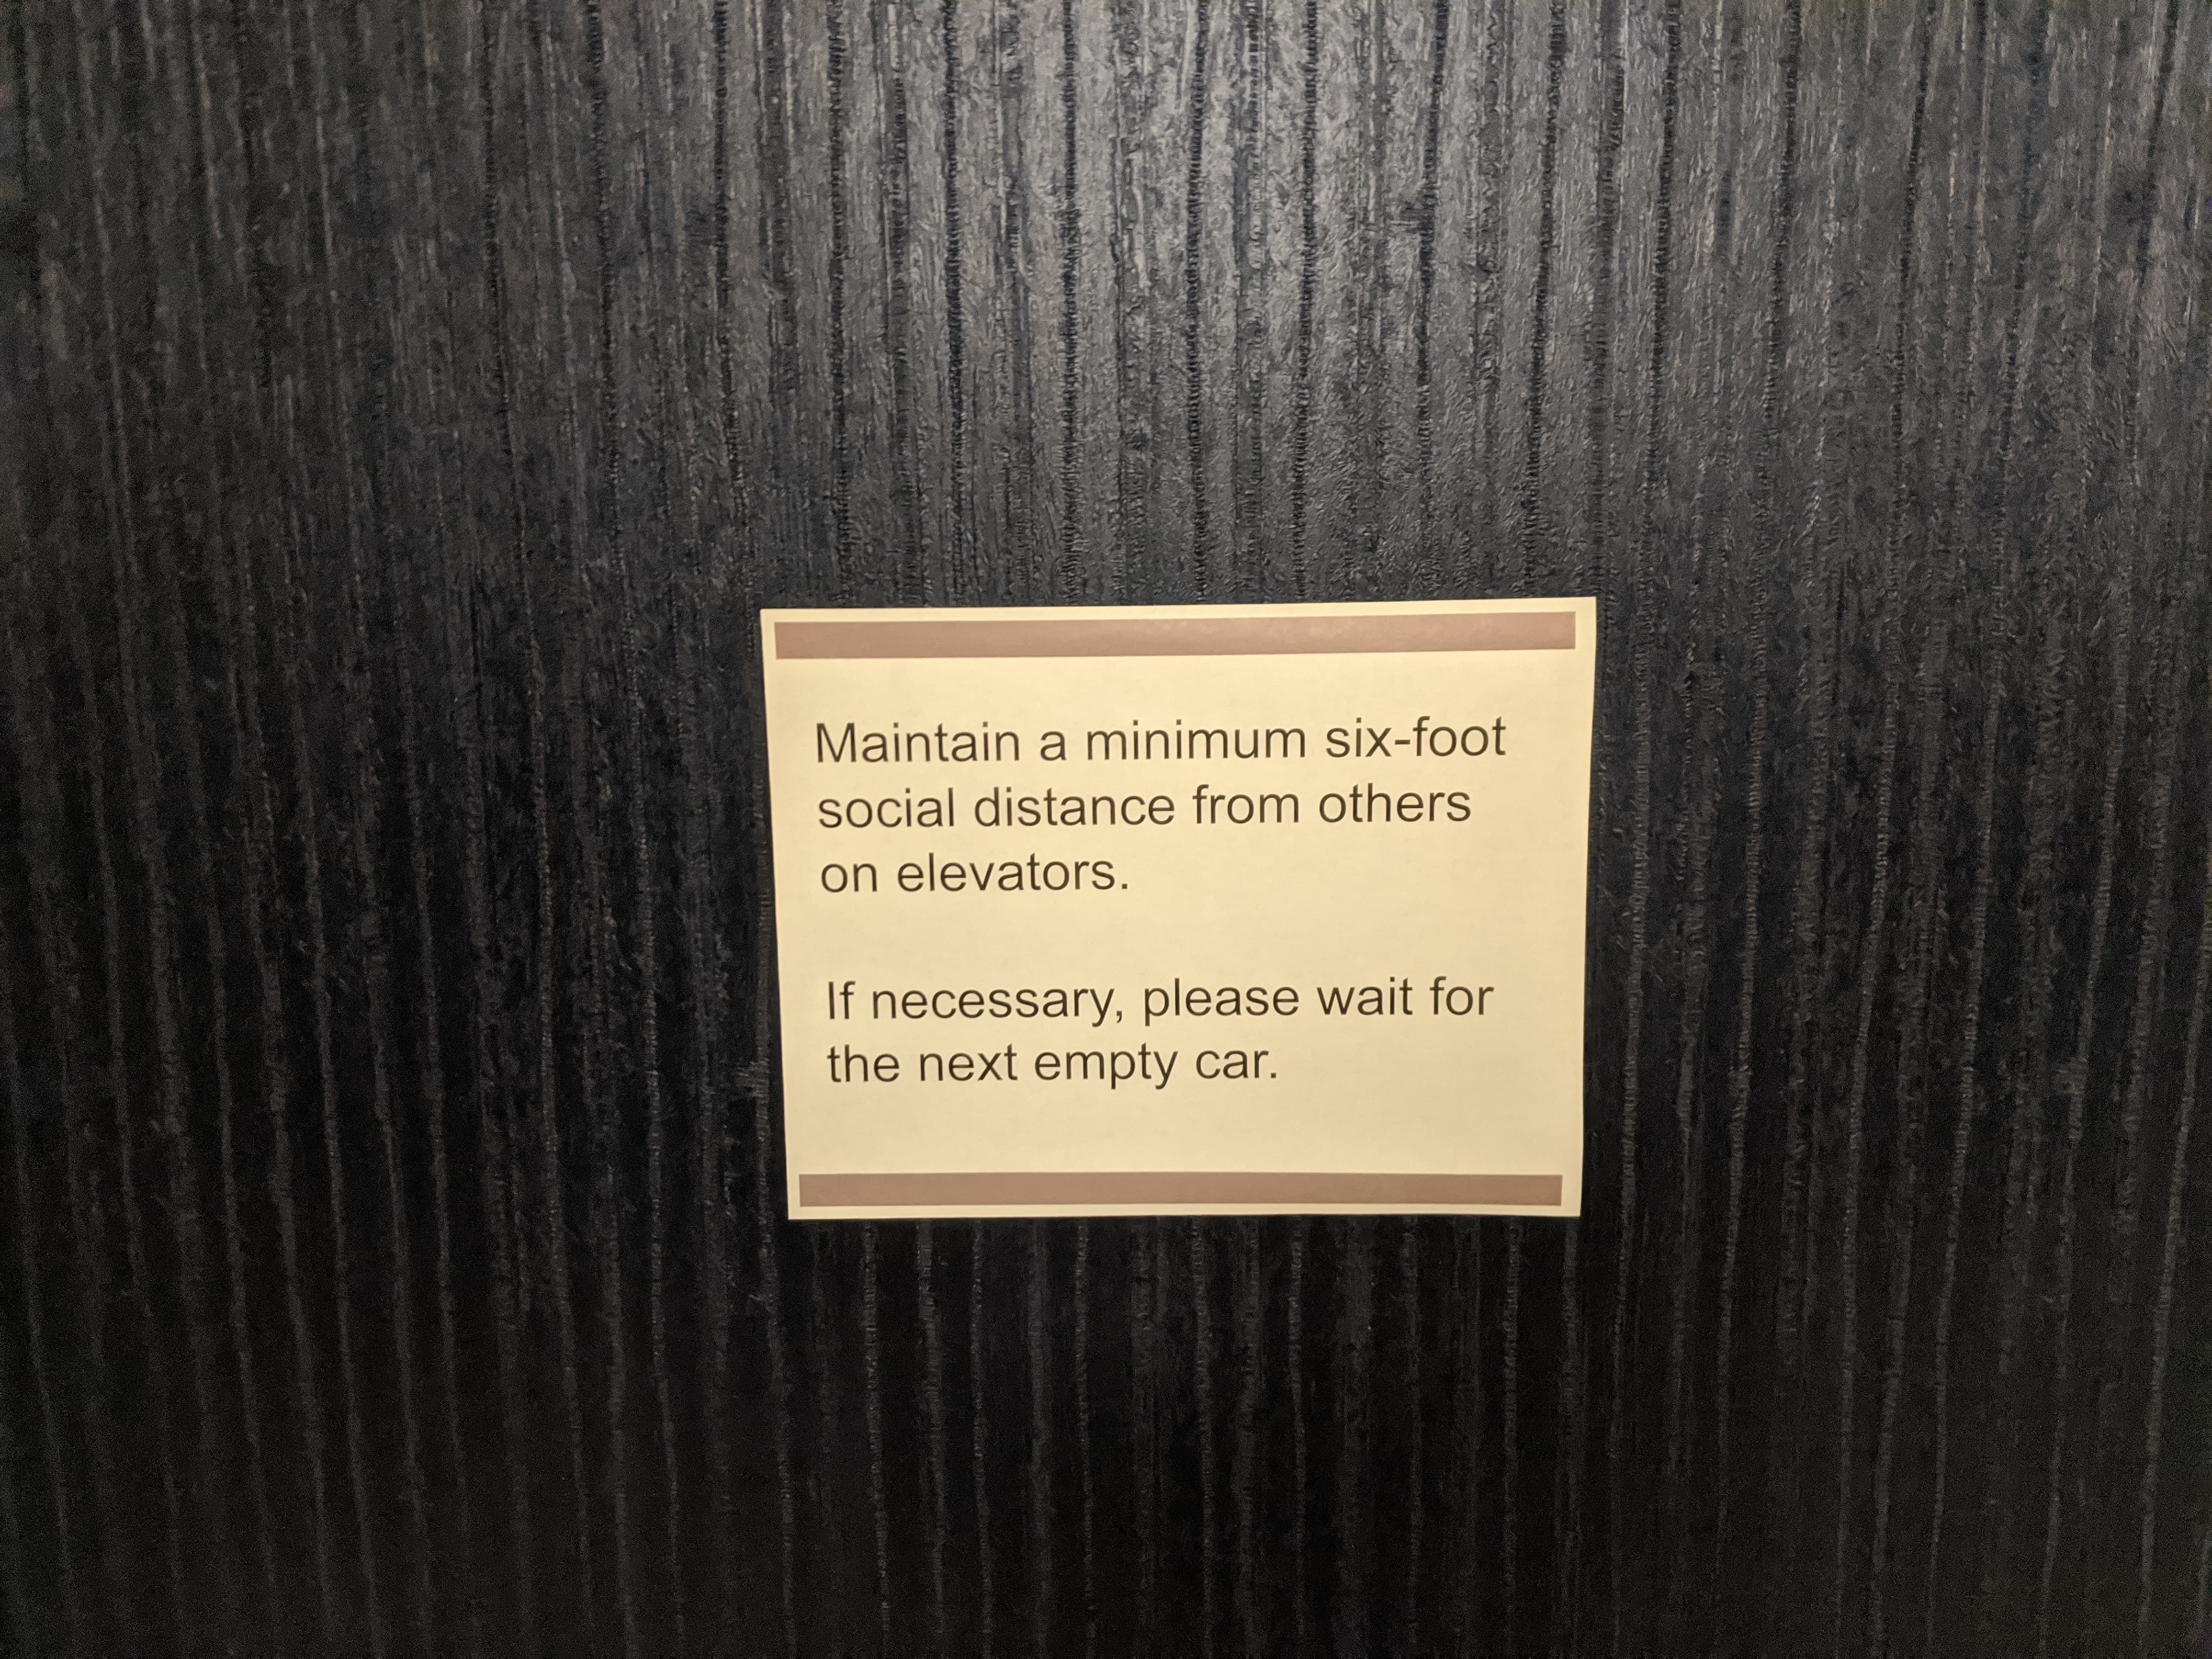 Maintain a minimum six-foot
social distance from others
on elevators.
If necessary, please wait for
the next empty car.